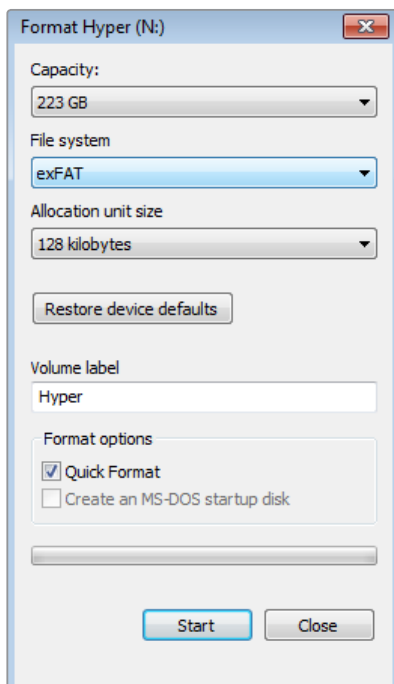 Format Hyper (N:)
Capacity:
223 GB
File system
exFAT
Allocation unit size
128 kilobytes
Restore device defaults
Volume label
Hyper
Format options
Quick Format
Create an MS-DOS startup disk
Start Close